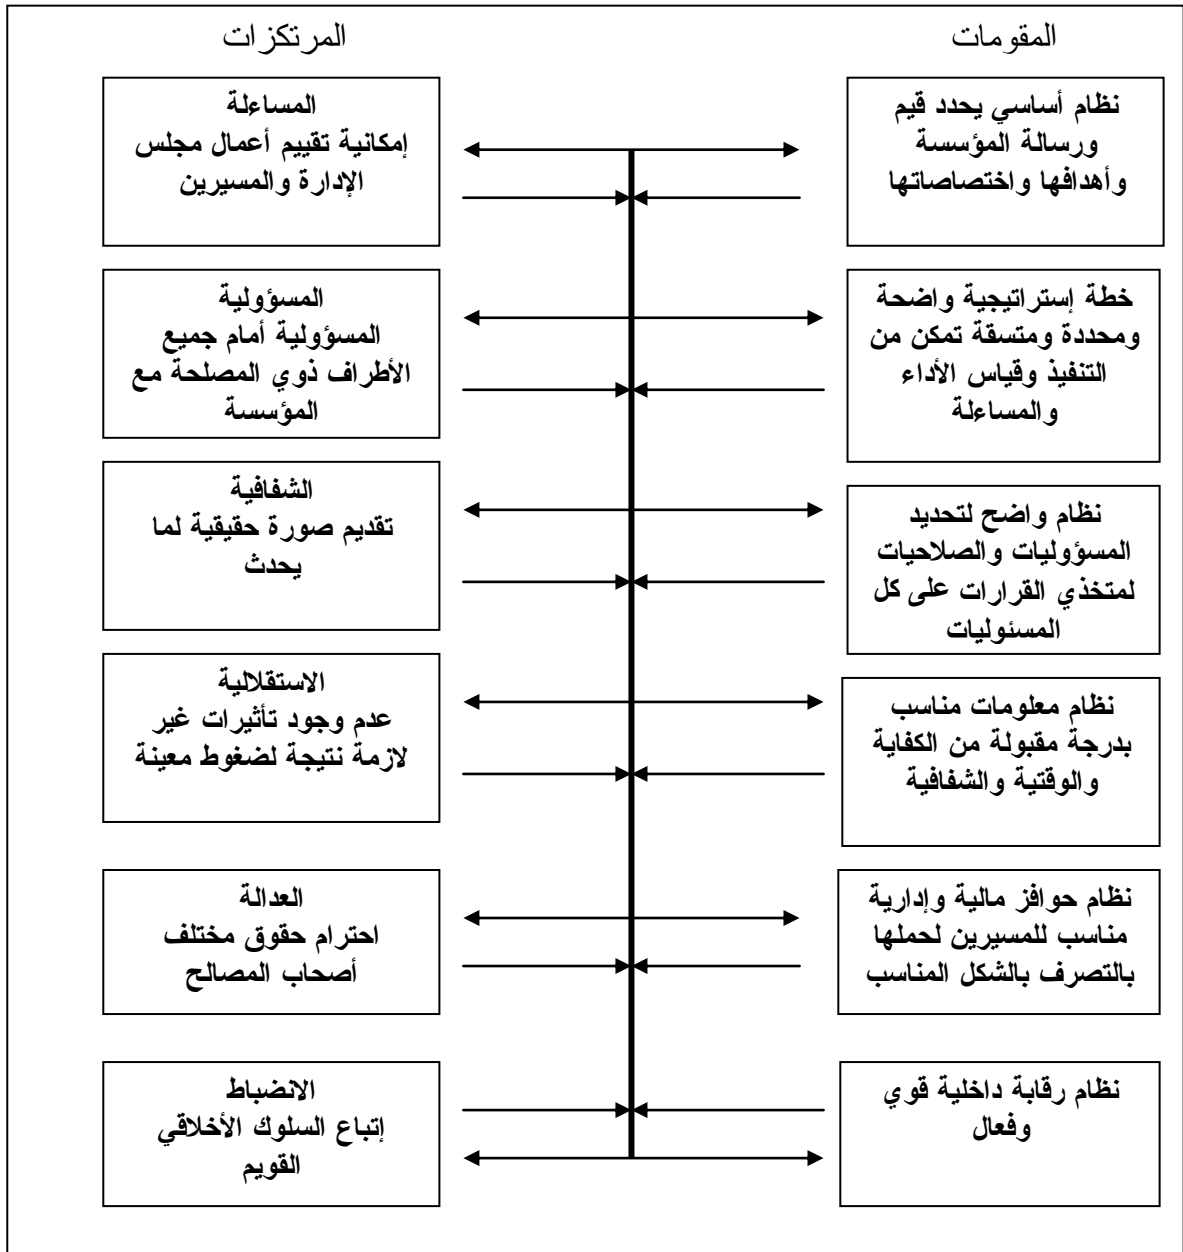 المقومات
المرتكزات
نظام أساسي يحدد قيم
ورسالة المؤسسة
وأهدافها واختصاصاتها
المساءلة
إمكانية تقييم أعمال مجلس
الإدارة والمسيرين
خطة إستراتيجية واضحة
ومحددة ومتسقة تمكن من
التنفيذ وقياس الأداء
والمساءلة
المسؤولية
المسؤولية أمام جميع
الأطراف ذوي المصلحة مع
المؤسسة
نظام واضح لتحديد
المسؤوليات والصلاحيات
لمتخذي القرارات على كل
المسئوليات
الشفافية
تقديم صورة حقيقية لما
يحدث
نظام معلومات مناسب
بدرجة مقبولة من الكفاية
والوقتية والشفافية
الاستقلالية
عدم وجود تأثيرات غير
لازمة نتيجة لضغوط معينة
نظام حوافز مالية وإدارية
مناسب للمسيرين لحملها
بالتصرف بالشكل المناسب
العدالة
احترام حقوق مختلف
أصحاب المصالح
نظام رقابة داخلية قوي
وفعال
الانضباط
إتباع السلوك الأخلاقي
القويم